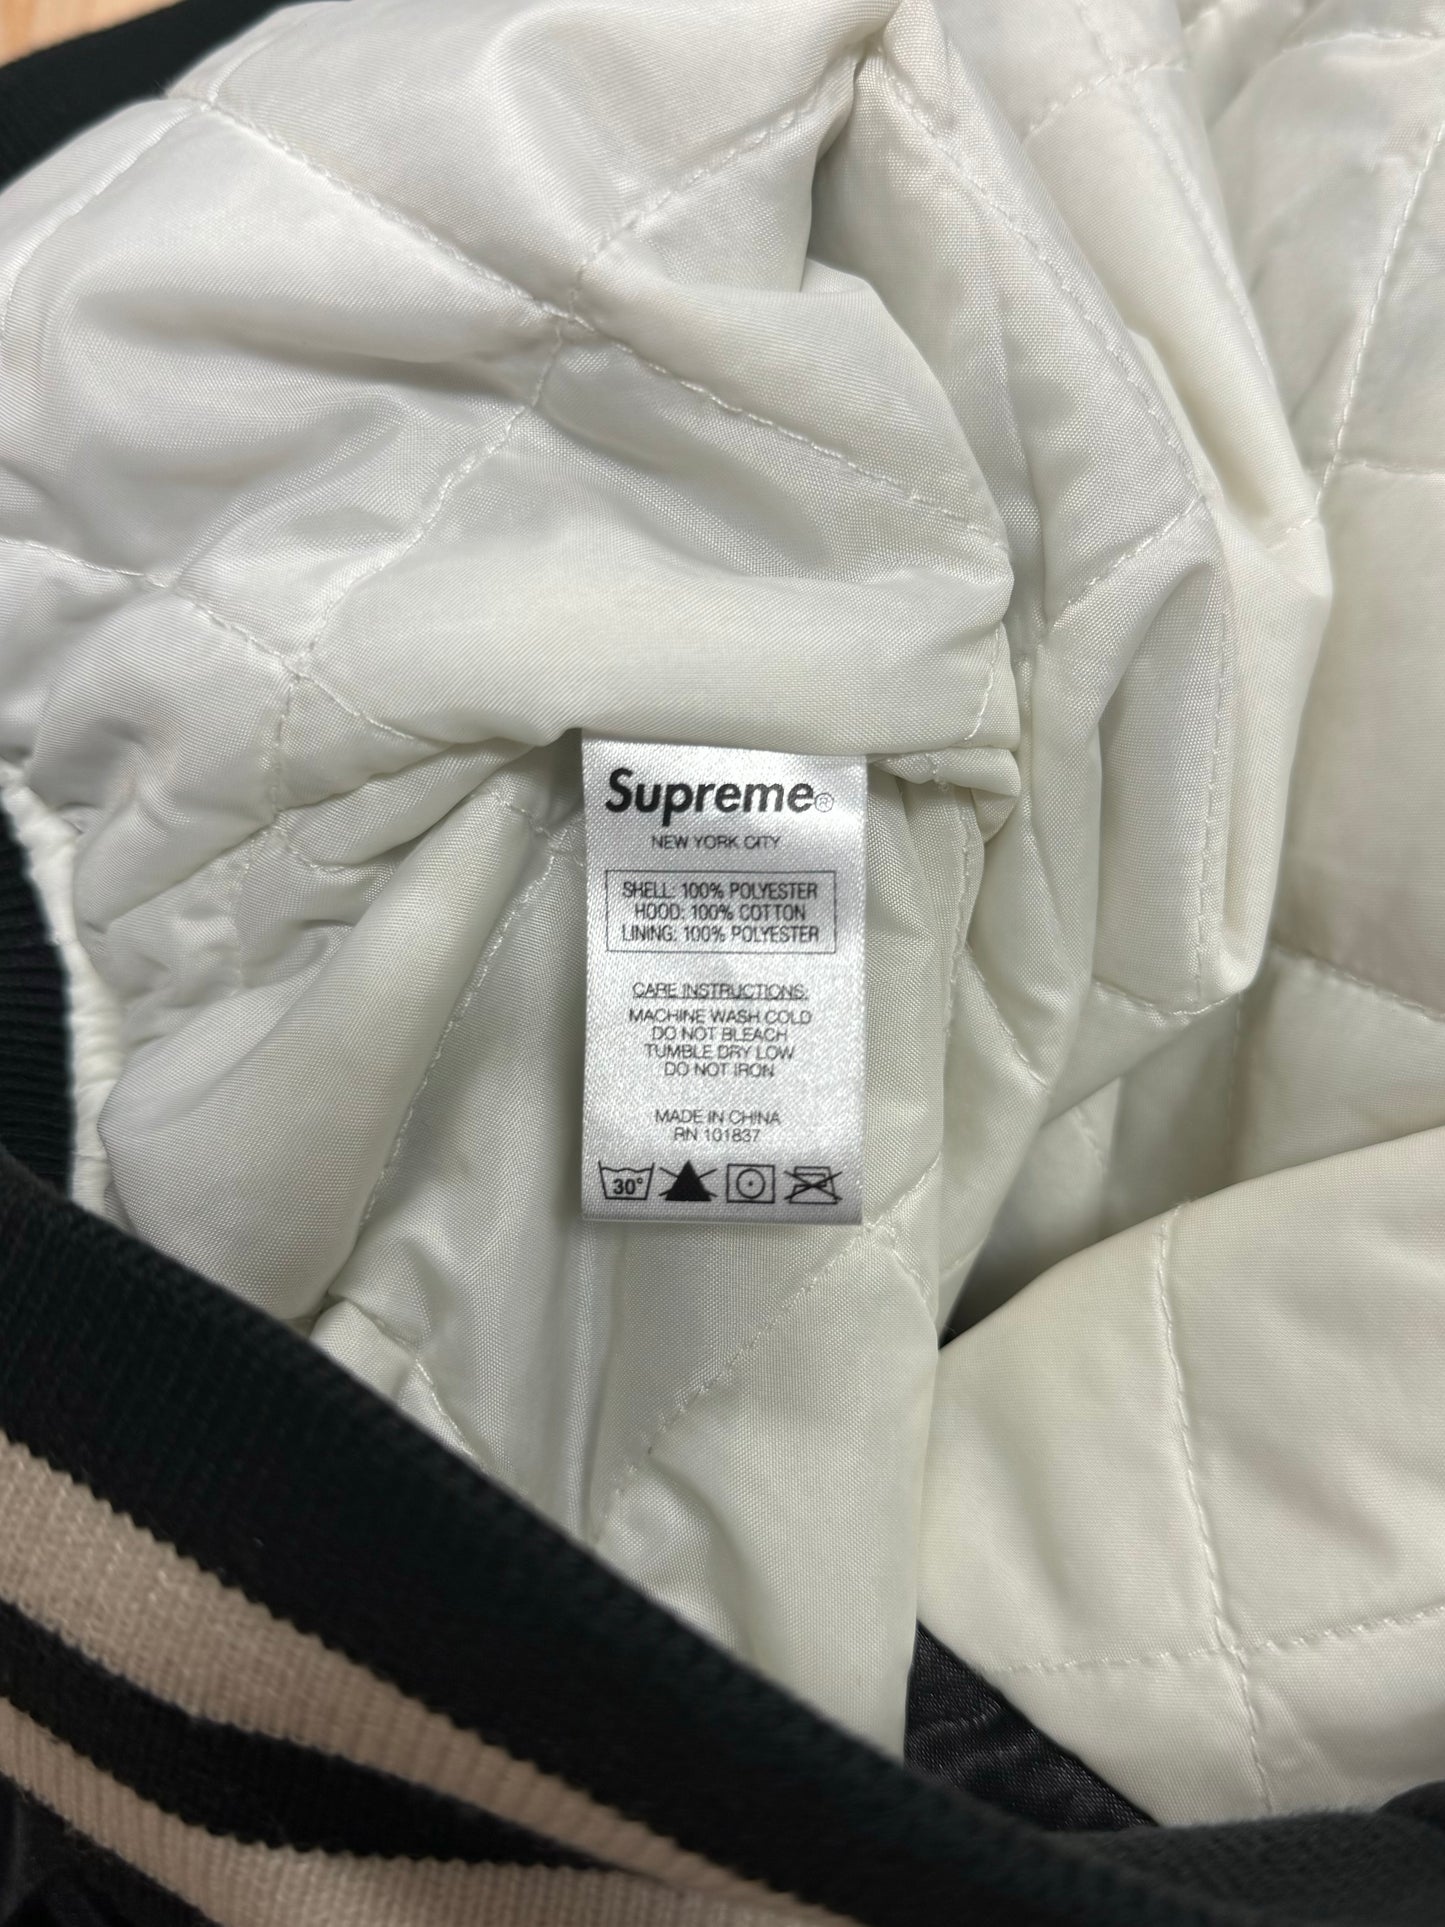 Supreme®
NEW YORK CITY
SHELL: 100% POLYESTER
HOOD: 100% COTTON
LINING: 100% POLYESTER
CARE INSTRUCTIONS:
MACHINE WASH COLD
DO NOT BLEACH
TUMBLE DRY LOW
DO NOT IRON
MADE IN CHINA
RN 101837
30°